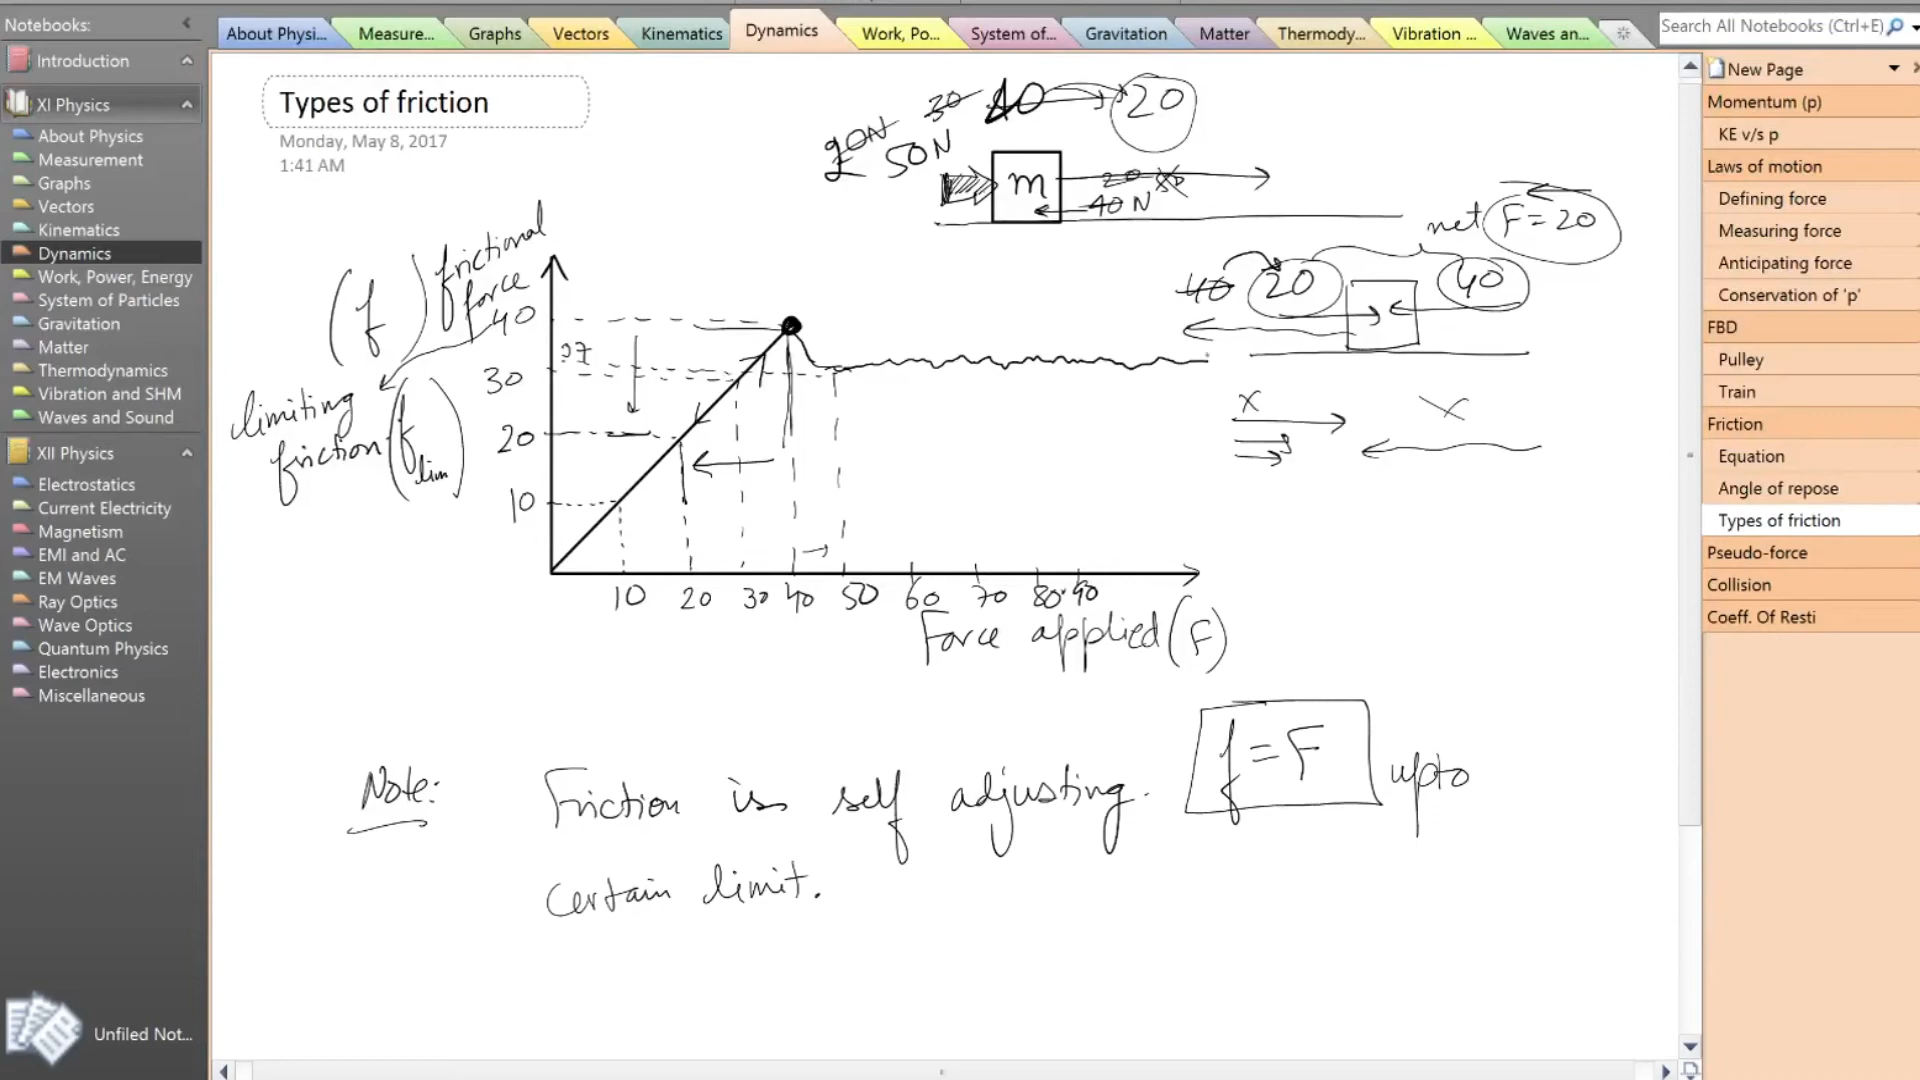 Notebooks:
Introduction
XI Physics
About Physics
Measurement
Graphs
Vectors
Kinematics
Dynamics
Work, Power, Energy
System of Particles
Gravitation
Matter
Thermodynamics
Vibration and SHM
Waves and Sound
XII Physics
Electrostatics
Current Electricity
Magnetism
EMI and AC
EM Waves
Ray Optics
Wave Optics
Quantum Physics
Electronics
Miscellaneous
Unfiled Not...
About Physi... Measure... Graphs Vectors Kinematics Dynamics Work, Po... System of... Gravitation Matter Thermody... Vibration ... Waves an...
Search All Notebooks (Ctrl+E)
Types of friction
Monday, May 8, 2017
1:41 AM
30 40 20
50N
m
20
40 N
net F = 20
40 20 40
x x
(f) frictional
force
limiting
friction (f lim)
40
37
30
20
10
10 20 30 40 50 60 70 80 90
Force applied (F)
Note: Friction is self adjusting. f = F upto
certain limit.
New Page
Momentum (p)
KE v/s p
Laws of motion
Defining force
Measuring force
Anticipating force
Conservation of 'p'
FBD
Pulley
Train
Friction
Equation
Angle of repose
Types of friction
Pseudo-force
Collision
Coeff. Of Resti